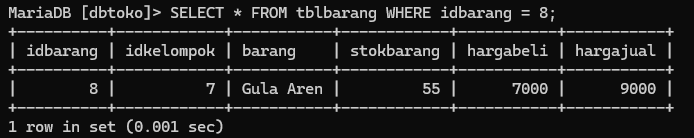 MariaDB [dbtoko]> SELECT * FROM tblbarang WHERE idbarang = 8;
+----------+------------+-----------+------------+-----------+-----------+
| idbarang | idkelompok | barang    | stokbarang | hargabeli | hargajual |
+----------+------------+-----------+------------+-----------+-----------+
|        8 |          7 | Gula Aren |         55 |      7000 |      9000 |
+----------+------------+-----------+------------+-----------+-----------+
1 row in set (0.001 sec)